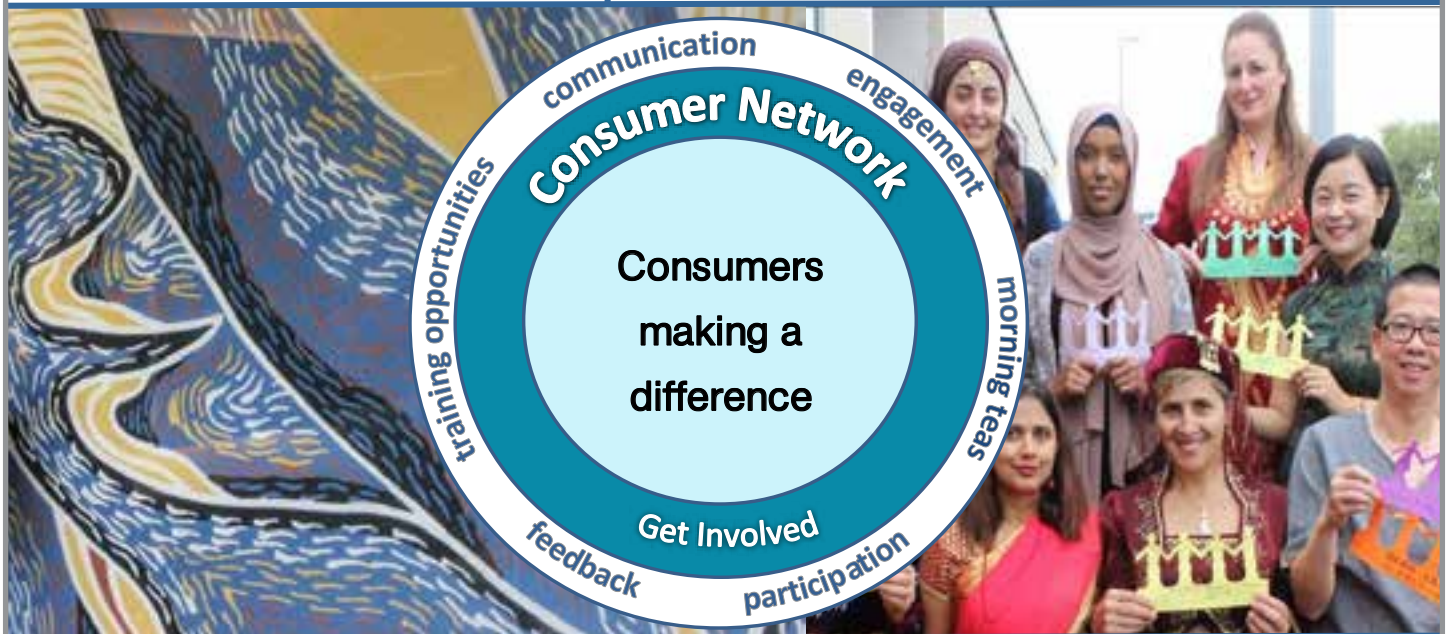 communication
engagement
morning teas
participation
feedback
training opportunities
Consumer Network
Consumers
making a
difference
Get Involved